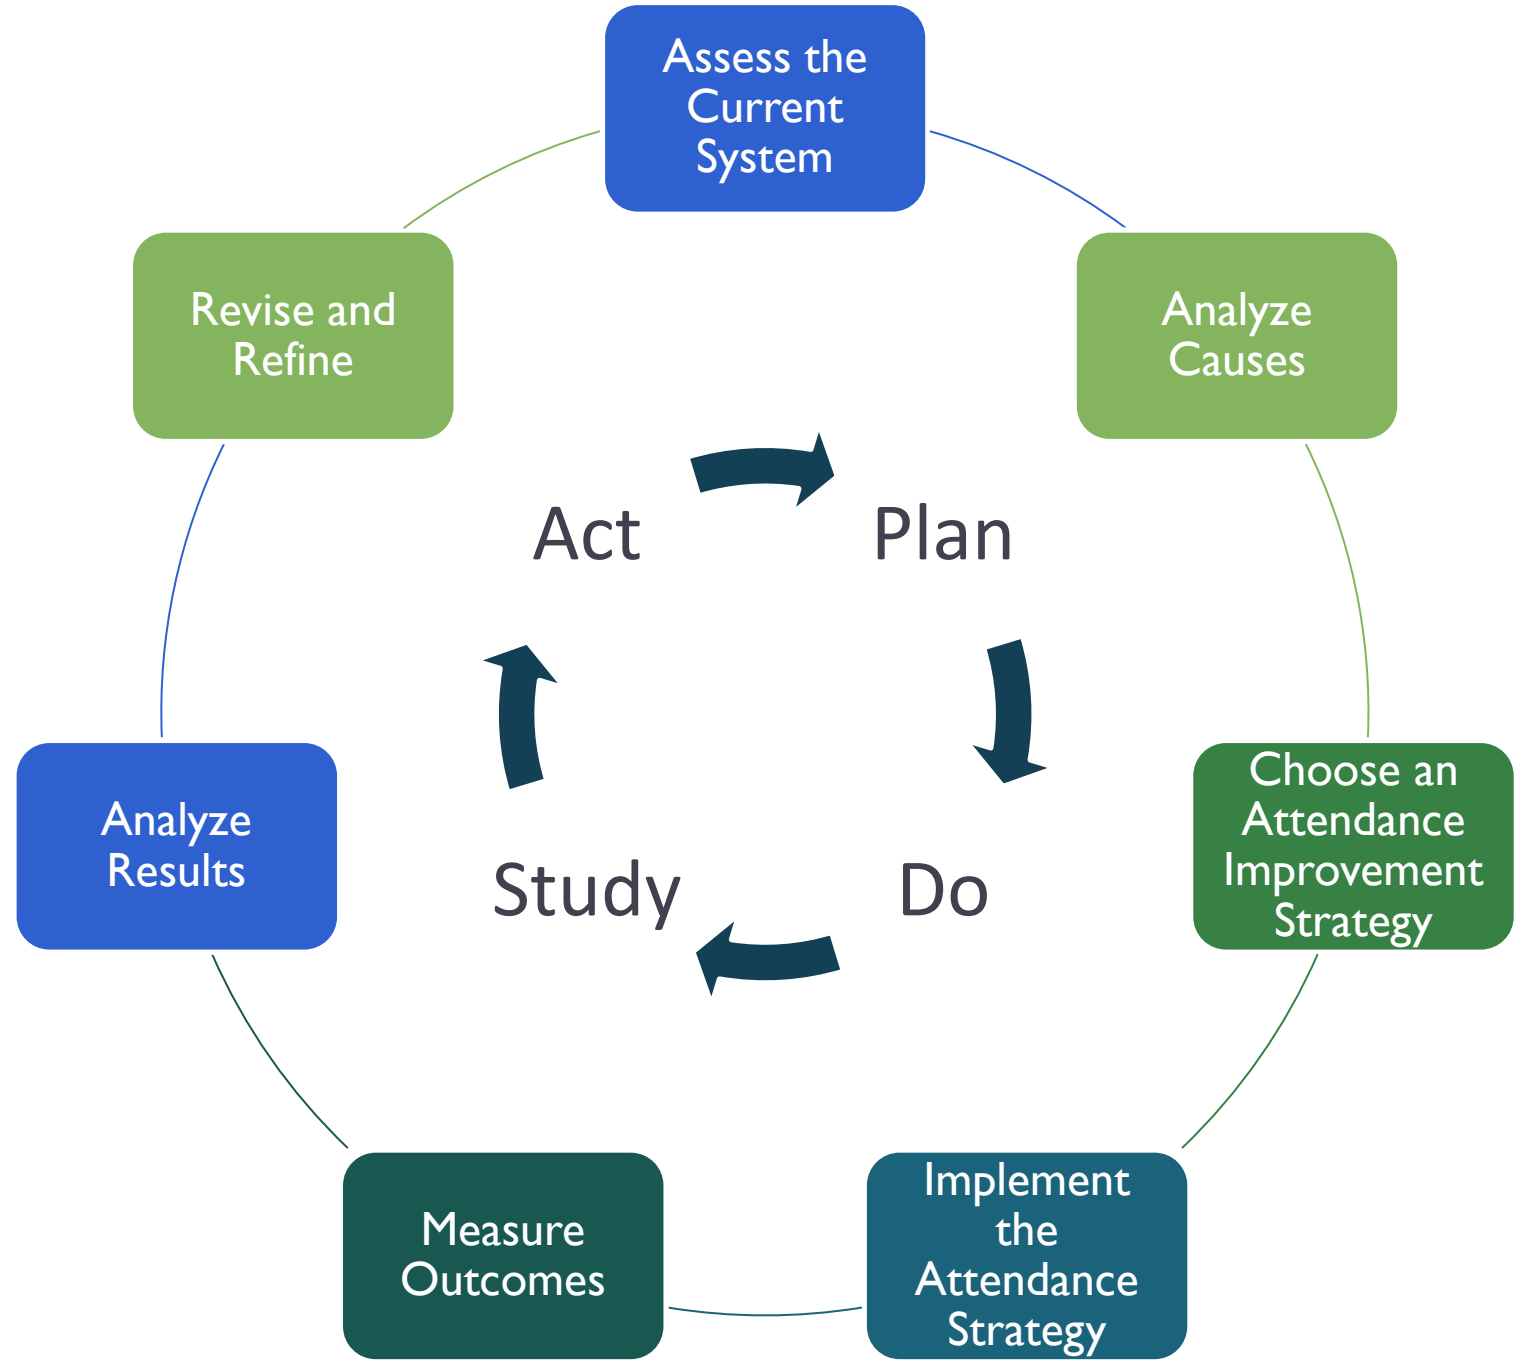 Assess the
Current
System
Analyze
Causes
Choose an
Attendance
Improvement
Strategy
Implement
the
Attendance
Strategy
Measure
Outcomes
Analyze
Results
Revise and
Refine
Act
Plan
Do
Study